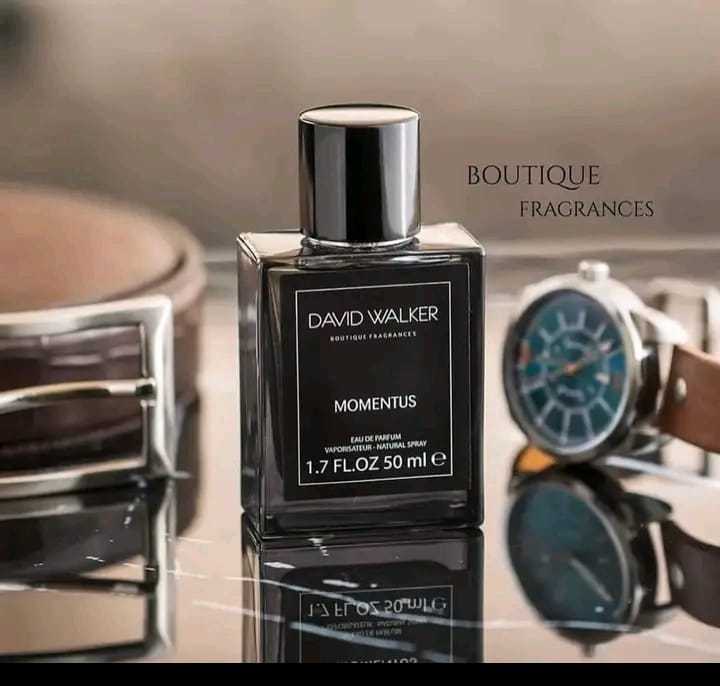 BOUTIQUE
FRAGRANCES
DAVID WALKER
BOUTIQUE FRAGRANCES
MOMENTUS
EAU DE PARFUM
VAPORISATEUR - NATURAL SPRAY
1.7 FL.OZ 50 ml ℮